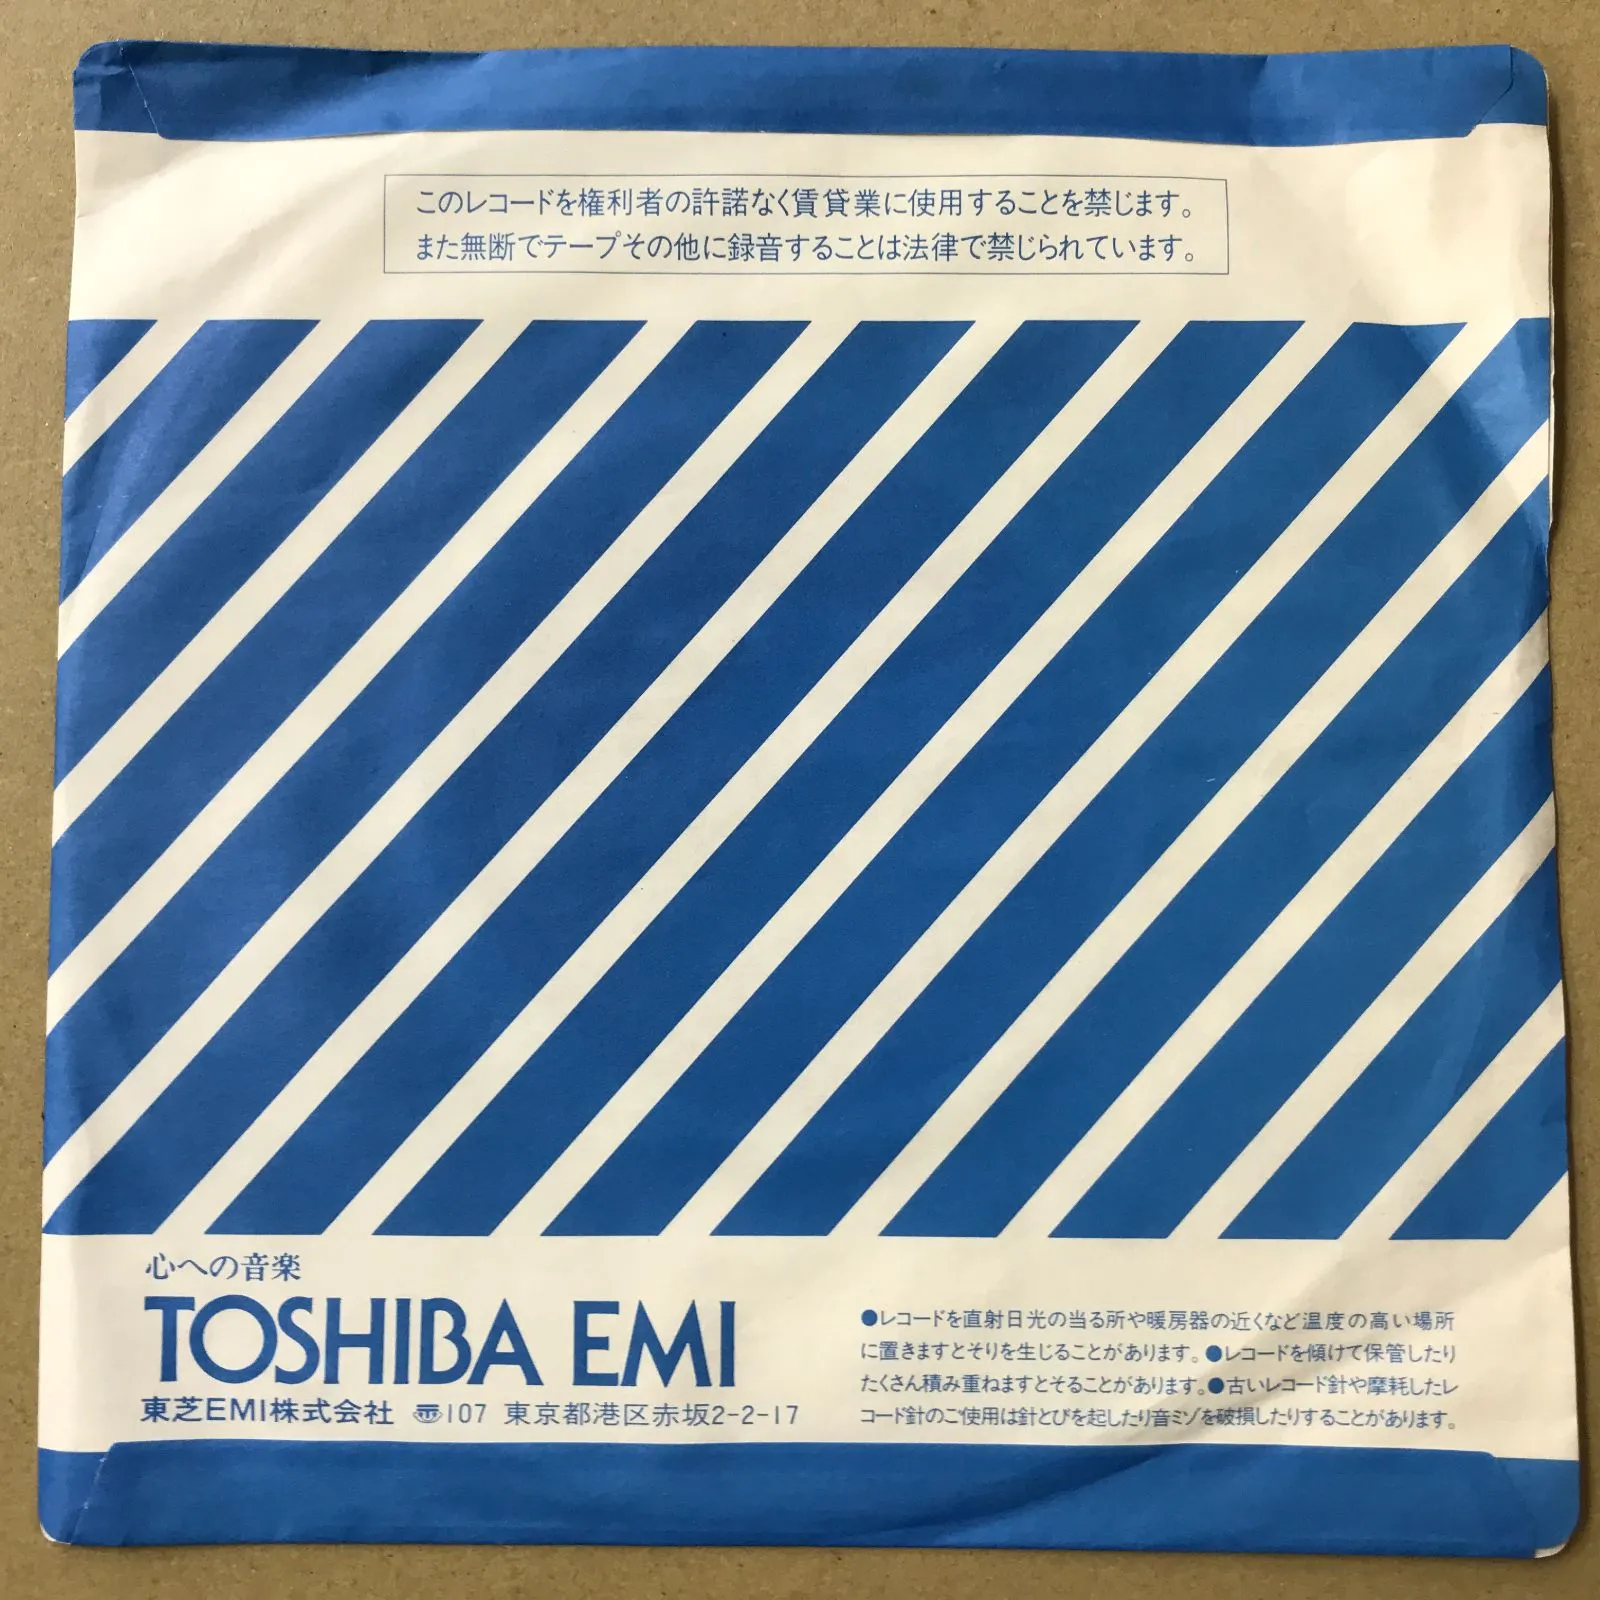 このレコードを権利者の許諾なく賃貸業に使用することを禁じます。
また無断でテープその他に録音することは法律で禁じられています。
心への音楽
TOSHIBA EMI
東芝EMI株式会社 〒107 東京都港区赤坂2-2-17
●レコードを直射日光の当る所や暖房器の近くなど温度の高い場所
に置きますとそりを生じることがあります。●レコードを傾けて保管したり
たくさん積み重ねますとそることがあります。●古いレコード針や摩耗したレ
コード針のご使用は針とびを起したり音ミゾを破損したりすることがあります。